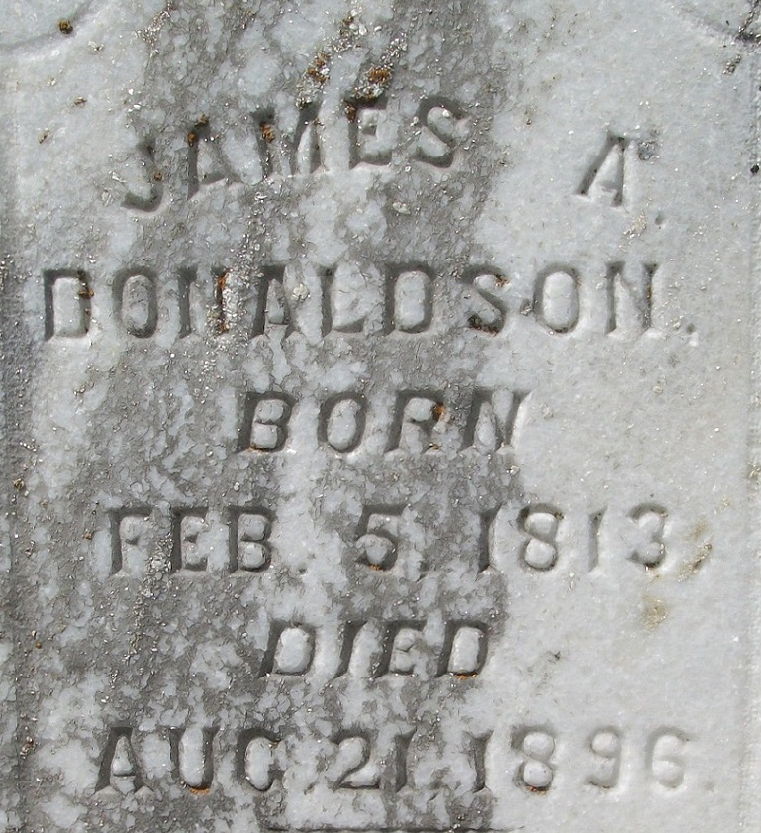 JAMES A.
DONALDSON.
BORN
FEB. 5, 1813
DIED
AUG. 21, 1896